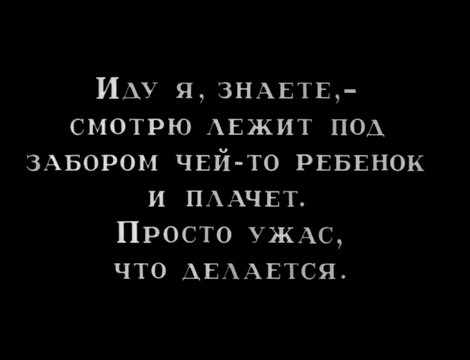 Иду я, знаете,-
смотрю лежит под
забором чей-то ребенок
и плачет.
Просто ужас,
что делается.